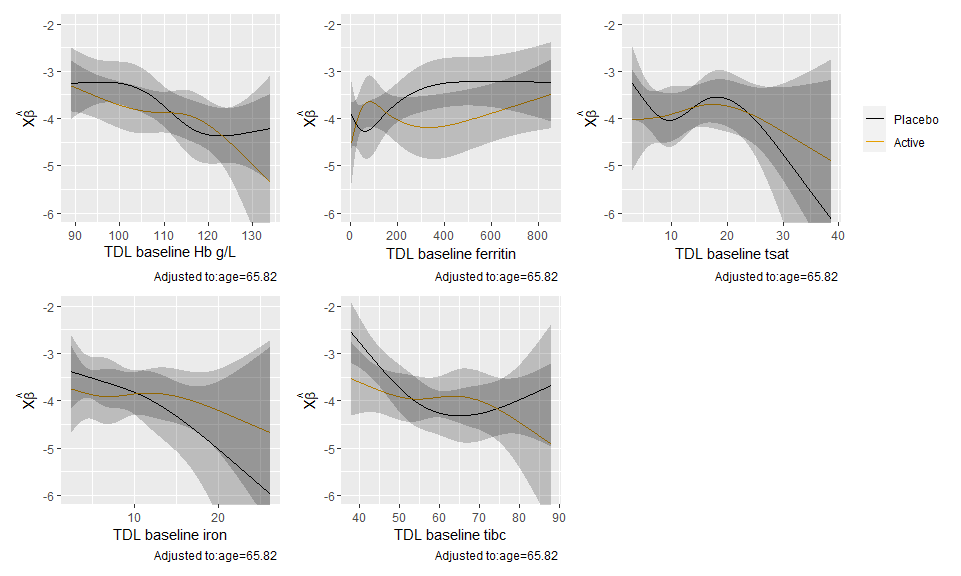 -2
-3
-4
-5
-6
Xβ̂
90 100 110 120 130
TDL baseline Hb g/L
Adjusted to:age=65.82
-2
-3
-4
-5
-6
Xβ̂
0 200 400 600 800
TDL baseline ferritin
Adjusted to:age=65.82
-2
-3
-4
-5
-6
Xβ̂
10 20 30 40
TDL baseline tsat
Adjusted to:age=65.82
Placebo
Active
-2
-3
-4
-5
-6
Xβ̂
10 20
TDL baseline iron
Adjusted to:age=65.82
-2
-3
-4
-5
-6
Xβ̂
40 50 60 70 80 90
TDL baseline tibc
Adjusted to:age=65.82